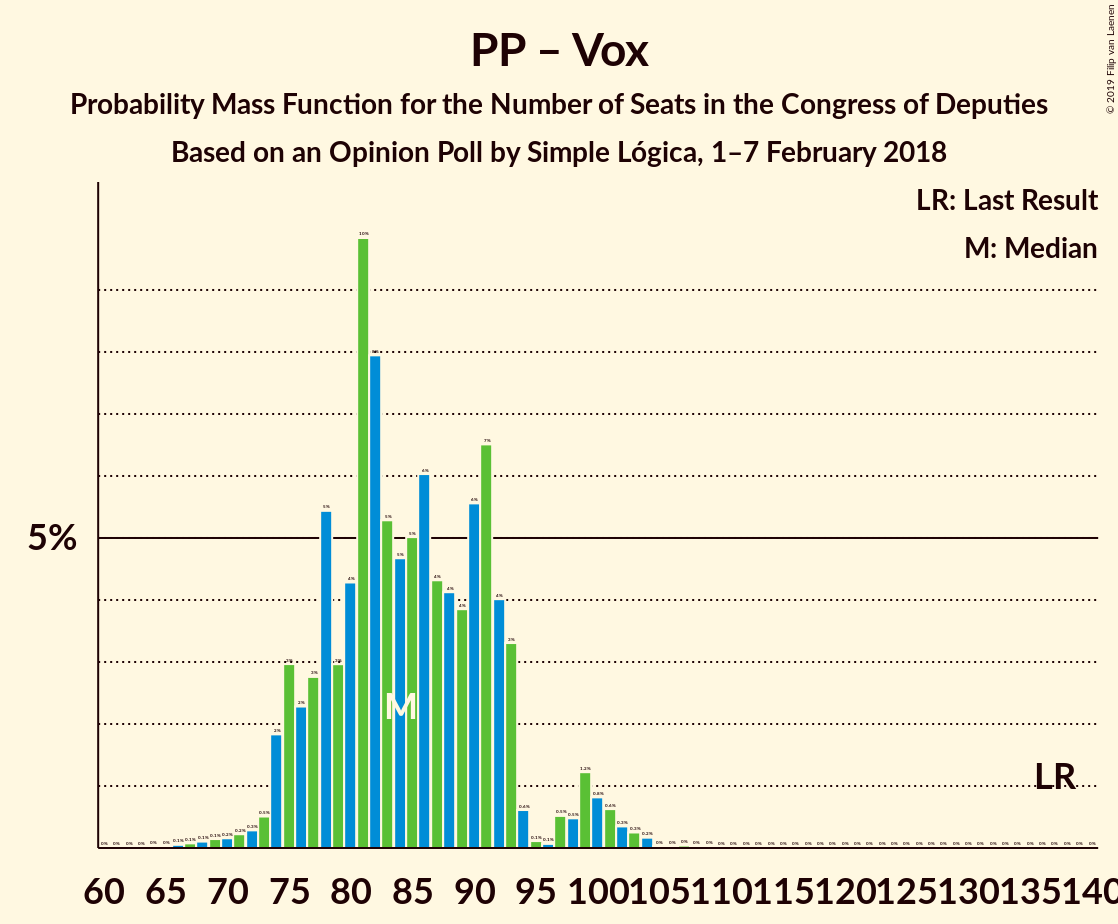 PP – Vox
Probability Mass Function for the Number of Seats in the Congress of Deputies
Based on an Opinion Poll by Simple Lógica, 1–7 February 2018
© 2019 Filip van Laenen
LR: Last Result
M: Median
5%
M
LR
60 65 70 75 80 85 90 95 100 105 110 115 120 125 130 135 140